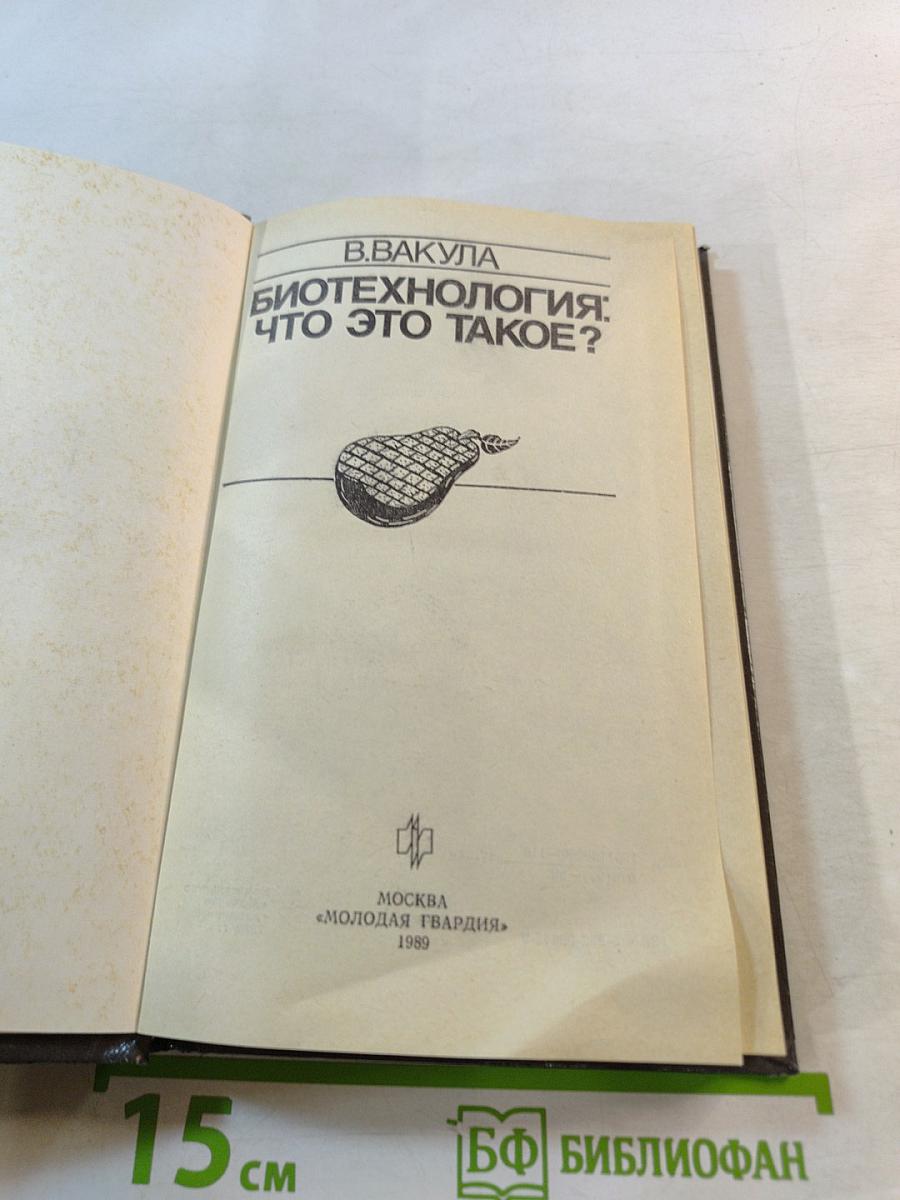 В.ВАКУЛА
БИОТЕХНОЛОГИЯ:
ЧТО ЭТО ТАКОЕ?
МОСКВА
«МОЛОДАЯ ГВАРДИЯ»
1989
15 см
БФ БИБЛИОФАН